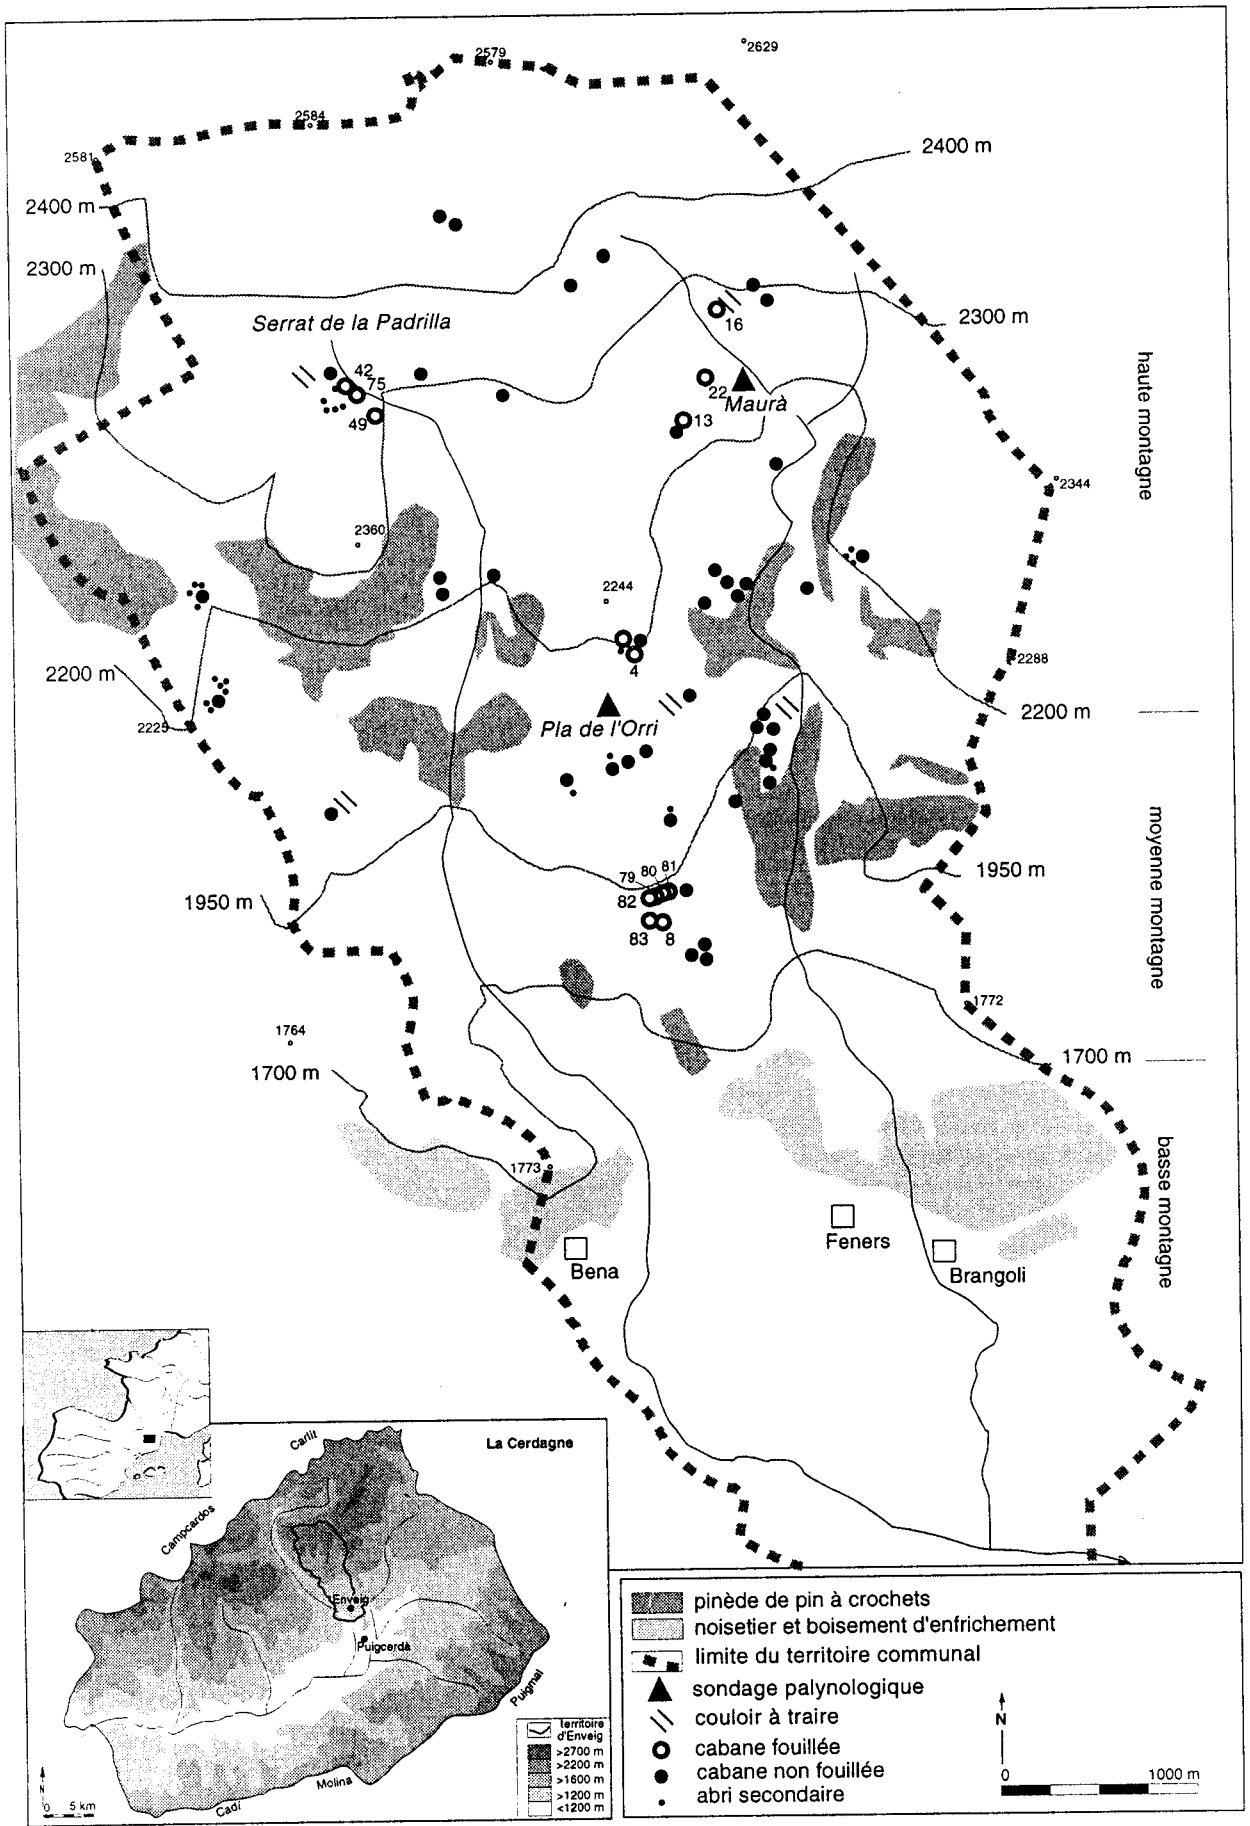 2579
2629
2584
2581
2400 m
2400 m
2300 m
2300 m
Serrat de la Padrilla
16
42
75
22
Maurà
49
13
haute montagne
2344
2360
2244
4
2288
2200 m
2200 m
2225
Pla de l'Orri
moyenne montagne
1950 m
79
80
81
82
1950 m
83
8
1772
1764
1700 m
1700 m
1773
basse montagne
Feners
Bena
Brangoli
Carlit
La Cerdagne
Campcardos
Enveig
Puigcerdà
Puigmal
Molina
Cadí
N
0 5 km
territoire
d'Enveig
>2700 m
>2200 m
>1600 m
>1200 m
<1200 m
pinède de pin à crochets
noisetier et boisement d'enfrichement
limite du territoire communal
sondage palynologique
couloir à traire
cabane fouillée
cabane non fouillée
abri secondaire
N
0 1000 m